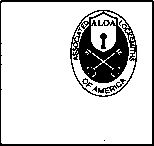 ALOA
ASSOCIATED LOCKSMITHS
OF AMERICA